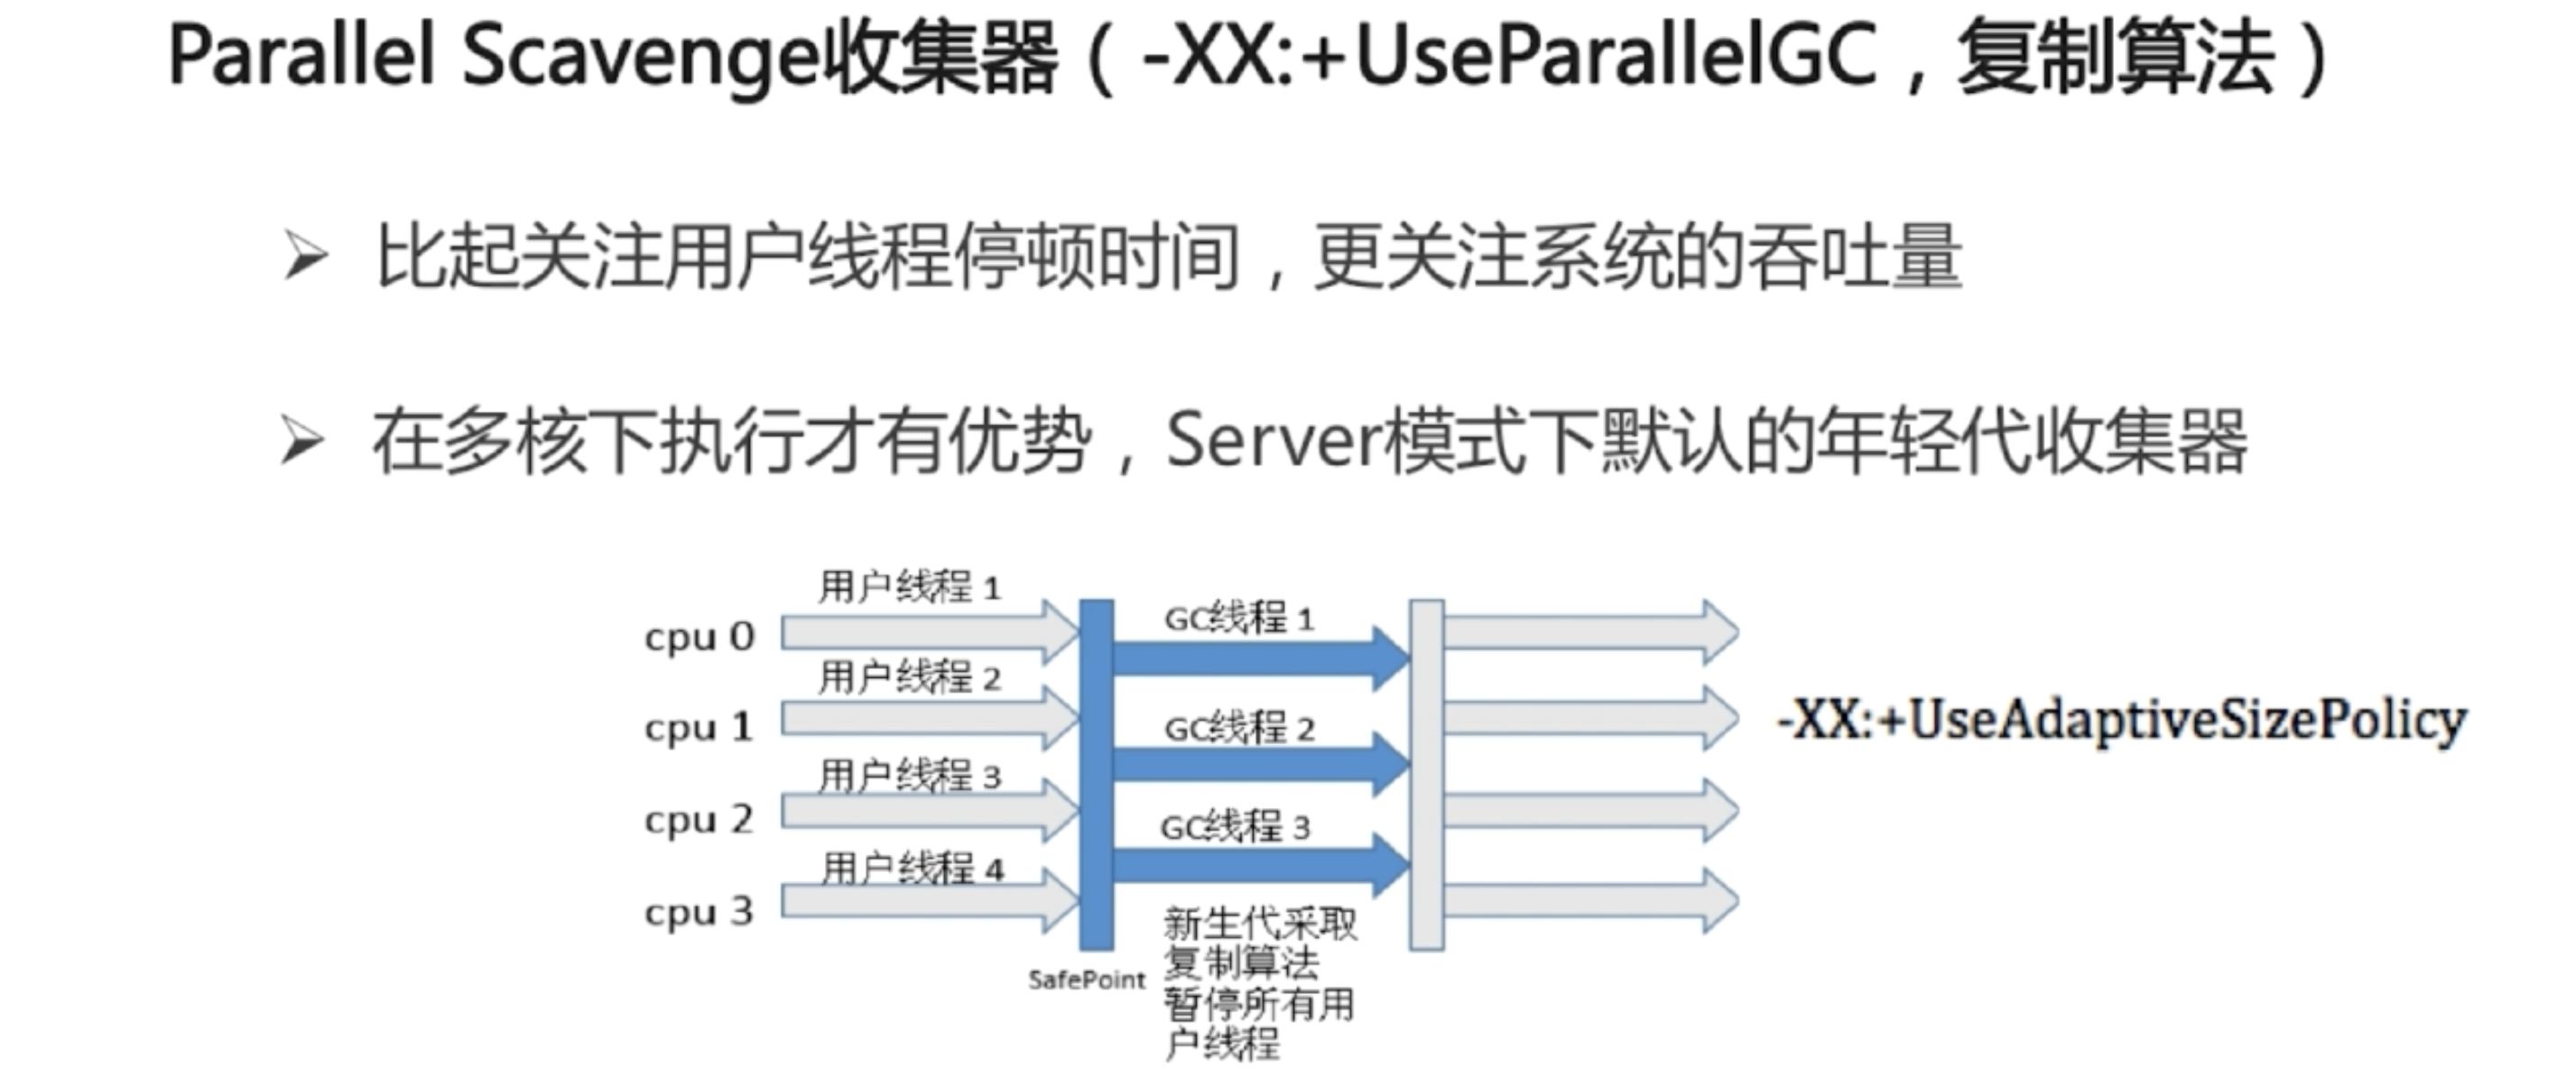 Parallel Scavenge收集器（-XX:+UseParallelGC，复制算法）
比起关注用户线程停顿时间，更关注系统的吞吐量
在多核下执行才有优势，Server模式下默认的年轻代收集器
用户线程 1
cpu 0
GC线程 1
用户线程 2
cpu 1
GC线程 2
-XX:+UseAdaptiveSizePolicy
用户线程 3
cpu 2
GC线程 3
用户线程 4
cpu 3
SafePoint
新生代采取
复制算法
暂停所有用
户线程